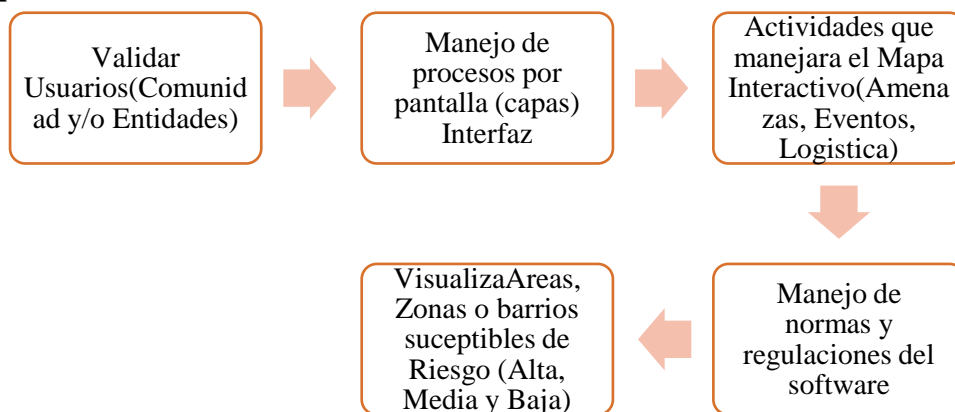 Validar
Usuarios(Comunid
ad y/o Entidades)
Manejo de
procesos por
pantalla (capas)
Interfaz
Actividades que
manejara el Mapa
Interactivo(Amena
zas, Eventos,
Logistica)
Manejo de
normas y
regulaciones del
software
VisualizaAreas,
Zonas o barrios
suceptibles de
Riesgo (Alta,
Media y Baja)